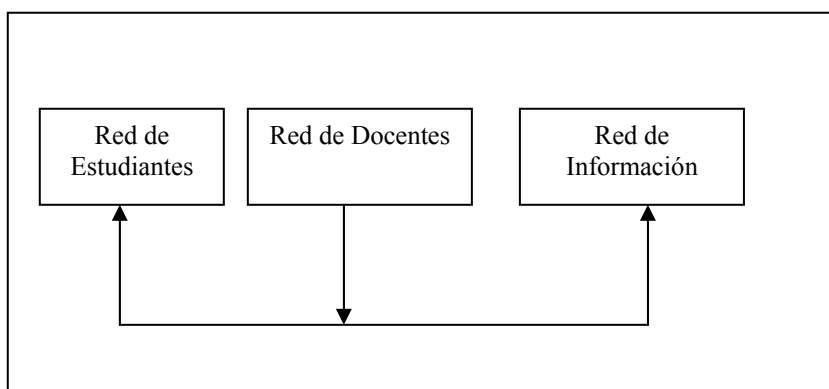 Red de
Estudiantes
Red de Docentes
Red de
Información